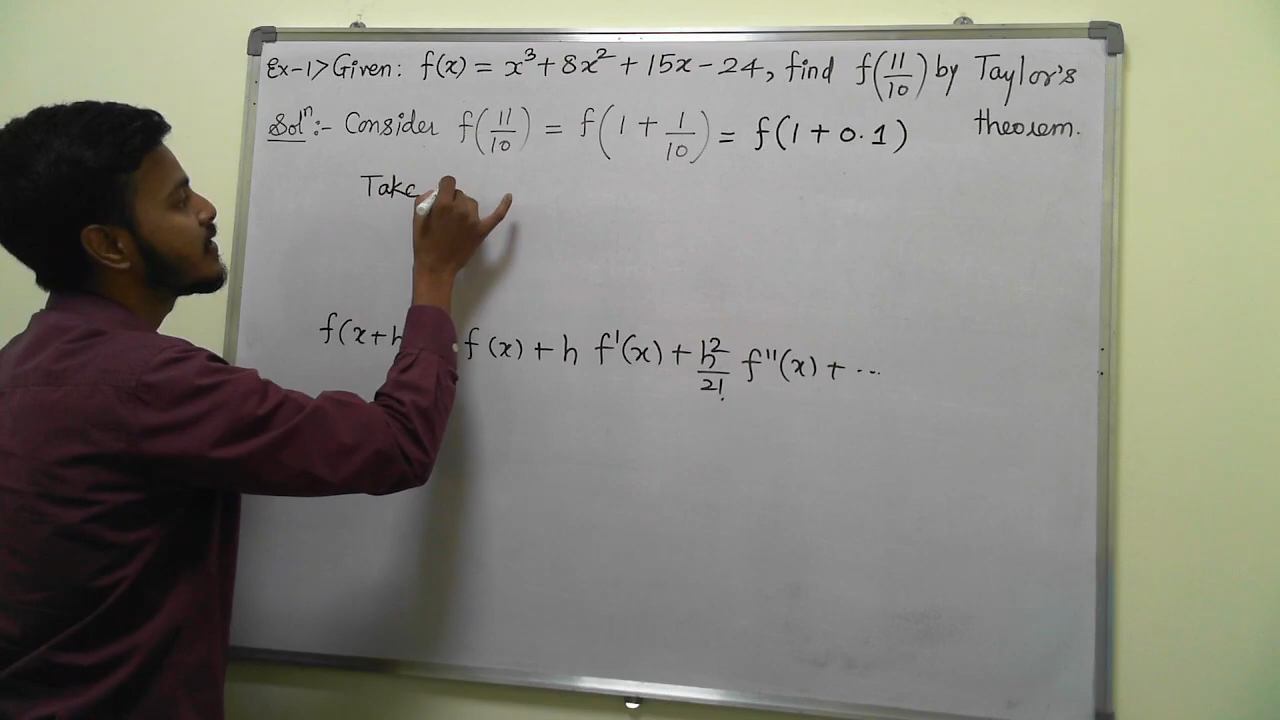 Ex-1> Given: f(x) = x³ + 8x² + 15x - 24, find f(11/10) by Taylor's theorem.
Solⁿ:- Consider f(11/10) = f(1 + 1/10) = f(1 + 0.1)
Take
f(x+h f(x) + h f'(x) + h²/2! f''(x) + ...